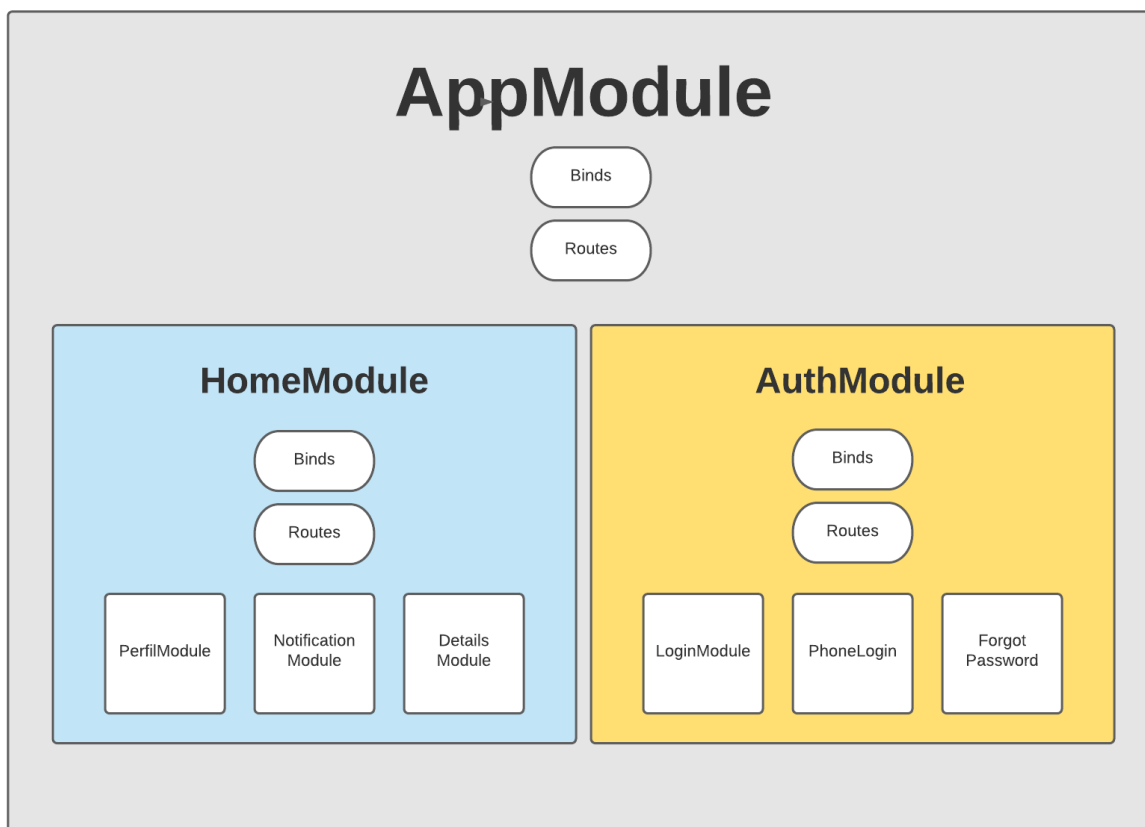 AppModule
Binds
Routes
HomeModule
Binds
Routes
PerfilModule
Notification
Module
Details
Module
AuthModule
Binds
Routes
LoginModule
PhoneLogin
Forgot
Password